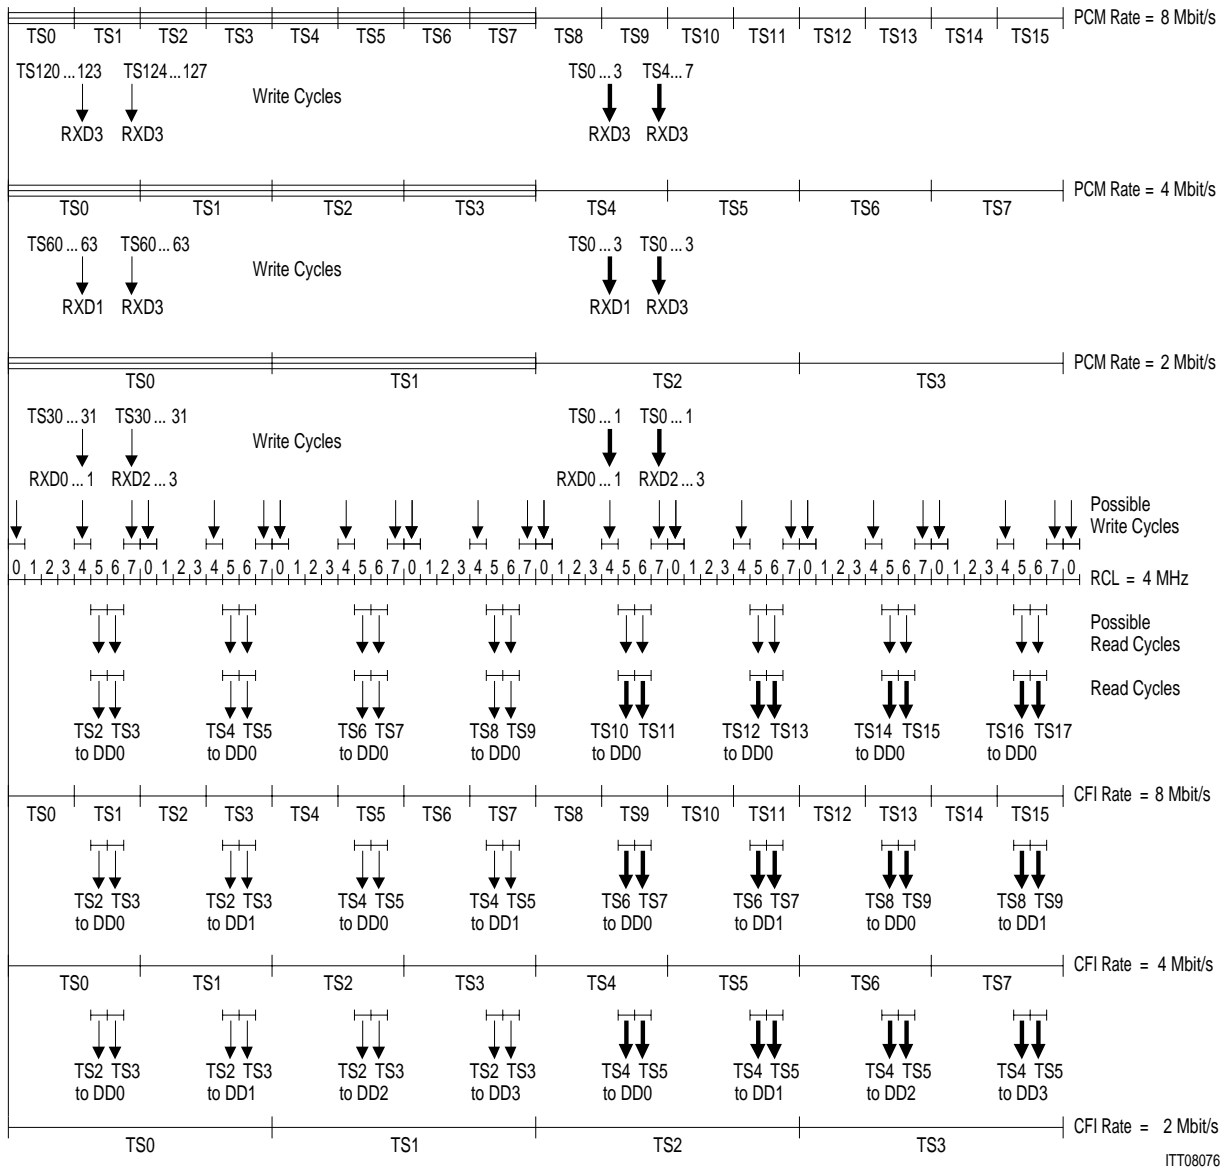 PCM Rate = 8 Mbit/s
TS0 TS1 TS2 TS3 TS4 TS5 TS6 TS7 TS8 TS9 TS10 TS11 TS12 TS13 TS14 TS15
TS120 ... 123 TS124 ... 127 TS0 ... 3 TS4 ... 7
Write Cycles
RXD3 RXD3 RXD3 RXD3
PCM Rate = 4 Mbit/s
TS0 TS1 TS2 TS3 TS4 TS5 TS6 TS7
TS60 ... 63 TS60 ... 63 TS0 ... 3 TS0 ... 3
Write Cycles
RXD1 RXD3 RXD1 RXD3
PCM Rate = 2 Mbit/s
TS0 TS1 TS2 TS3
TS30 ... 31 TS30 ... 31 TS0 ... 1 TS0 ... 1
Write Cycles
RXD0 ... 1 RXD2 ... 3 RXD0 ... 1 RXD2 ... 3
Possible
Write Cycles
0 1 2 3 4 5 6 7 0 1 2 3 4 5 6 7 0 1 2 3 4 5 6 7 0 1 2 3 4 5 6 7 0 1 2 3 4 5 6 7 0 1 2 3 4 5 6 7 0 1 2 3 4 5 6 7 0 1 2 3 4 5 6 7 0
RCL = 4 MHz
Possible
Read Cycles
Read Cycles
TS2 TS3 TS4 TS5 TS6 TS7 TS8 TS9 TS10 TS11 TS12 TS13 TS14 TS15 TS16 TS17
to DD0 to DD0 to DD0 to DD0 to DD0 to DD0 to DD0 to DD0
CFI Rate = 8 Mbit/s
TS0 TS1 TS2 TS3 TS4 TS5 TS6 TS7 TS8 TS9 TS10 TS11 TS12 TS13 TS14 TS15
TS2 TS3 TS2 TS3 TS4 TS5 TS4 TS5 TS6 TS7 TS6 TS7 TS8 TS9 TS8 TS9
to DD0 to DD1 to DD0 to DD1 to DD0 to DD1 to DD0 to DD1
CFI Rate = 4 Mbit/s
TS0 TS1 TS2 TS3 TS4 TS5 TS6 TS7
TS2 TS3 TS2 TS3 TS2 TS3 TS2 TS3 TS4 TS5 TS4 TS5 TS4 TS5 TS4 TS5
to DD0 to DD1 to DD2 to DD3 to DD0 to DD1 to DD2 to DD3
CFI Rate = 2 Mbit/s
TS0 TS1 TS2 TS3
ITT08076